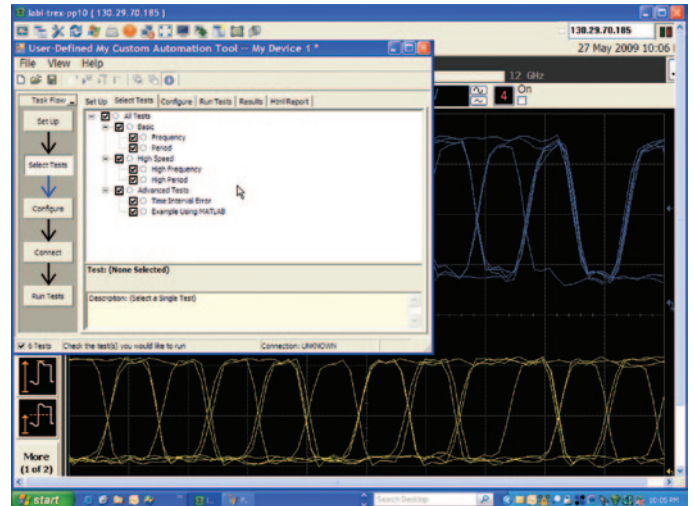 labl-trex-pp10 ( 130.29.70.185 )
130.29.70.185
User-Defined My Custom Automation Tool -- My Device 1 *
27 May 2009 10:06
File View Help
12 GHz
Task Flow
Set Up Select Tests Configure Run Tests Results Html Report
4 On
Set Up
Select Tests
Configure
Connect
Run Tests
All Tests
Basic
Frequency
Period
High Speed
High Frequency
High Period
Advanced Tests
Time Interval Error
Example Using MATLAB
Test: (None Selected)
Description: (Select a Single Test)
6 Tests Check the test(s) you would like to run Connection: UNKNOWN
More
(1 of 2)
start Search Desktop 10:05 PM